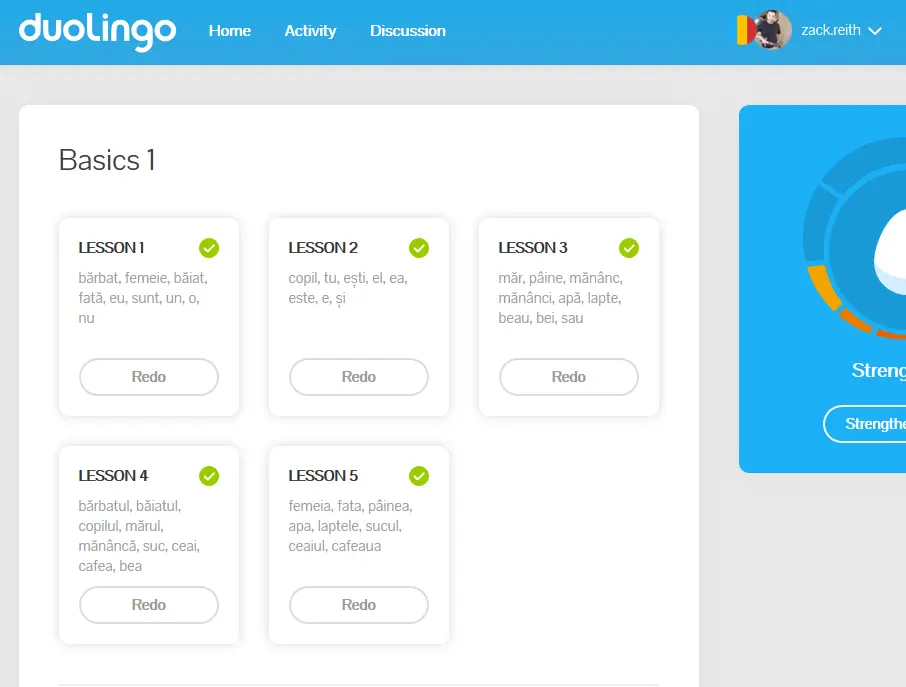 duolingo
Home Activity Discussion
zack.reith
Basics 1
LESSON 1
bărbat, femeie, băiat,
fată, eu, sunt, un, o,
nu
Redo
LESSON 2
copil, tu, ești, el, ea,
este, e, și
Redo
LESSON 3
măr, pâine, mănânc,
mănânci, apă, lapte,
beau, bei, sau
Redo
LESSON 4
bărbatul, băiatul,
copilul, mărul,
mănâncă, suc, ceai,
cafea, bea
Redo
LESSON 5
femeia, fata, pâinea,
apa, laptele, sucul,
ceaiul, cafeaua
Redo